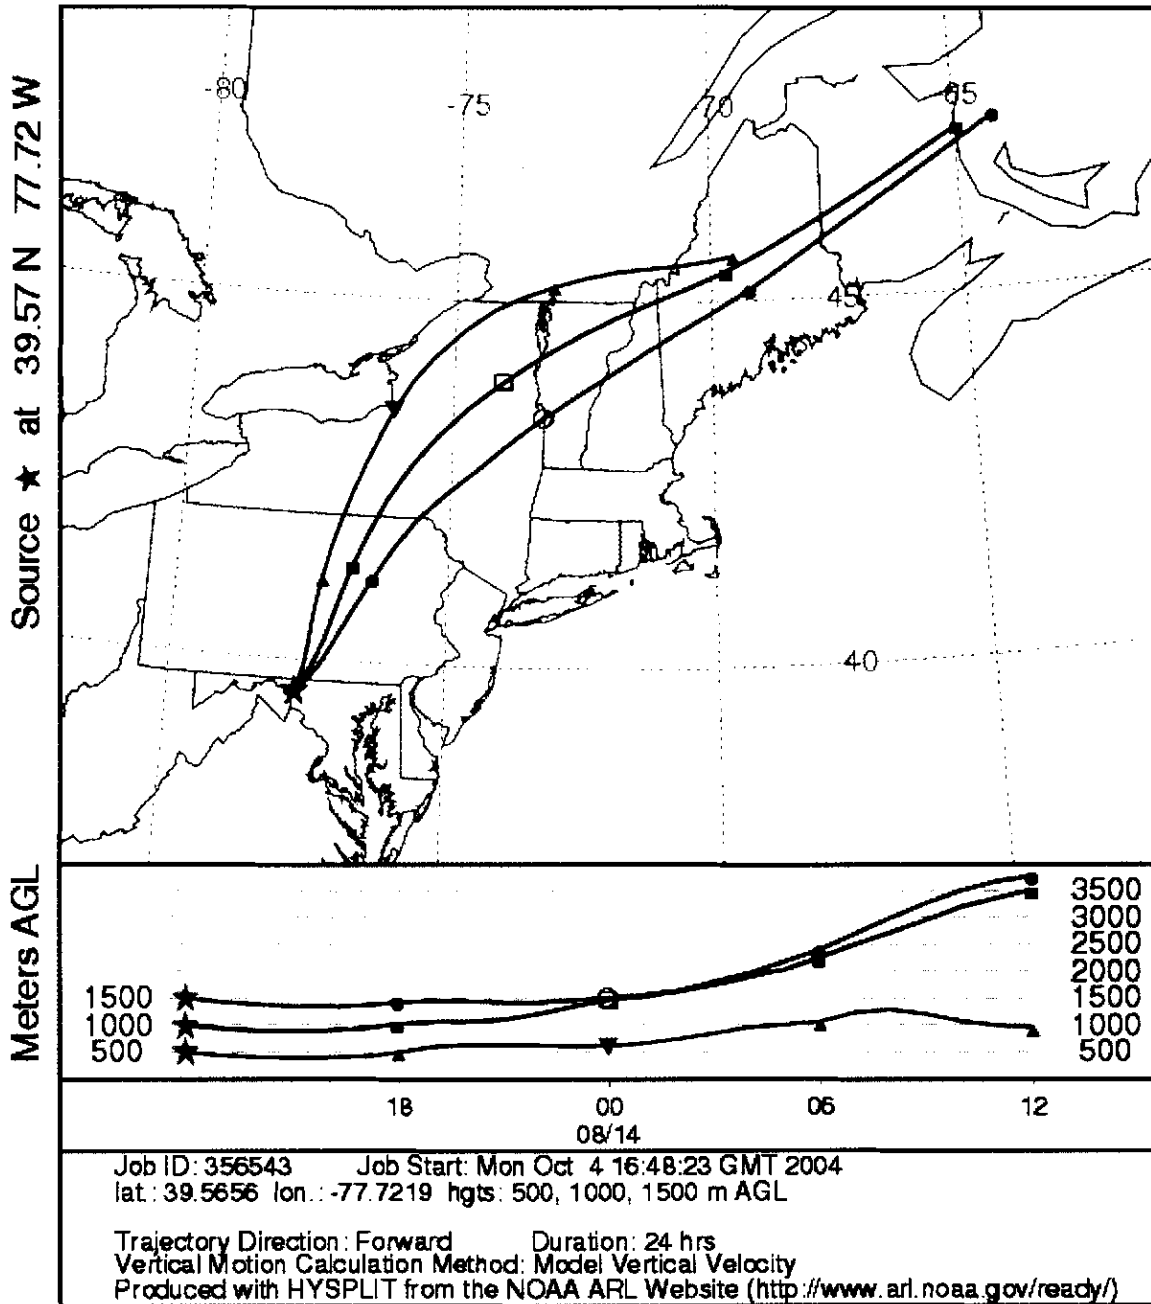 Source ★ at 39.57 N 77.72 W
-80
-75
-70
-65
45
40
Meters AGL
1500
1000
500
3500
3000
2500
2000
1500
1000
500
18 00 06 12
08/14
Job ID: 356543 Job Start: Mon Oct 4 16:48:23 GMT 2004
lat.: 39.5656 lon.: -77.7219 hgts: 500, 1000, 1500 m AGL
Trajectory Direction: Forward Duration: 24 hrs
Vertical Motion Calculation Method: Model Vertical Velocity
Produced with HYSPLIT from the NOAA ARL Website (http://www.arl.noaa.gov/ready/)